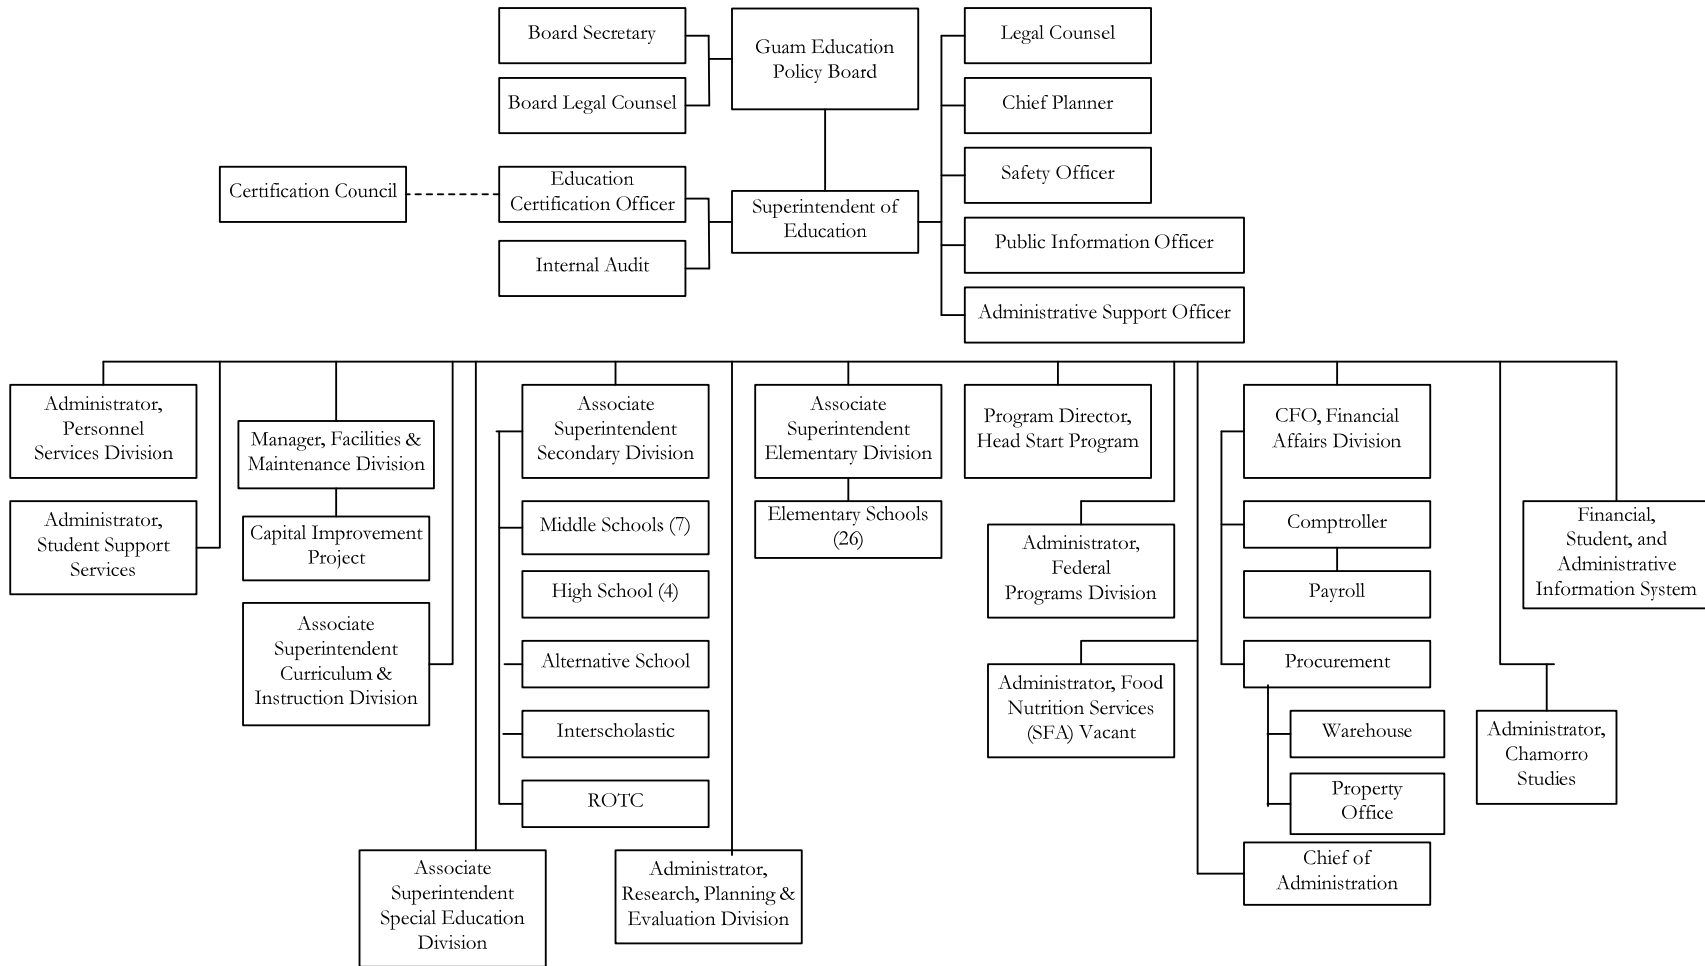 Board Secretary
Guam Education
Policy Board
Legal Counsel
Board Legal Counsel
Chief Planner
Certification Council
Education
Certification Officer
Superintendent of
Education
Safety Officer
Internal Audit
Public Information Officer
Administrative Support Officer
Administrator,
Personnel
Services Division
Administrator,
Student Support
Services
Manager, Facilities &
Maintenance Division
Capital Improvement
Project
Associate
Superintendent
Curriculum &
Instruction Division
Associate
Superintendent
Special Education
Division
Associate
Superintendent
Secondary Division
Middle Schools (7)
High School (4)
Alternative School
Interscholastic
ROTC
Administrator,
Research, Planning &
Evaluation Division
Associate
Superintendent
Elementary Division
Elementary Schools
(26)
Program Director,
Head Start Program
Administrator,
Federal
Programs Division
Administrator, Food
Nutrition Services
(SFA) Vacant
CFO, Financial
Affairs Division
Comptroller
Payroll
Procurement
Warehouse
Property
Office
Chief of
Administration
Administrator,
Chamorro
Studies
Financial,
Student, and
Administrative
Information System